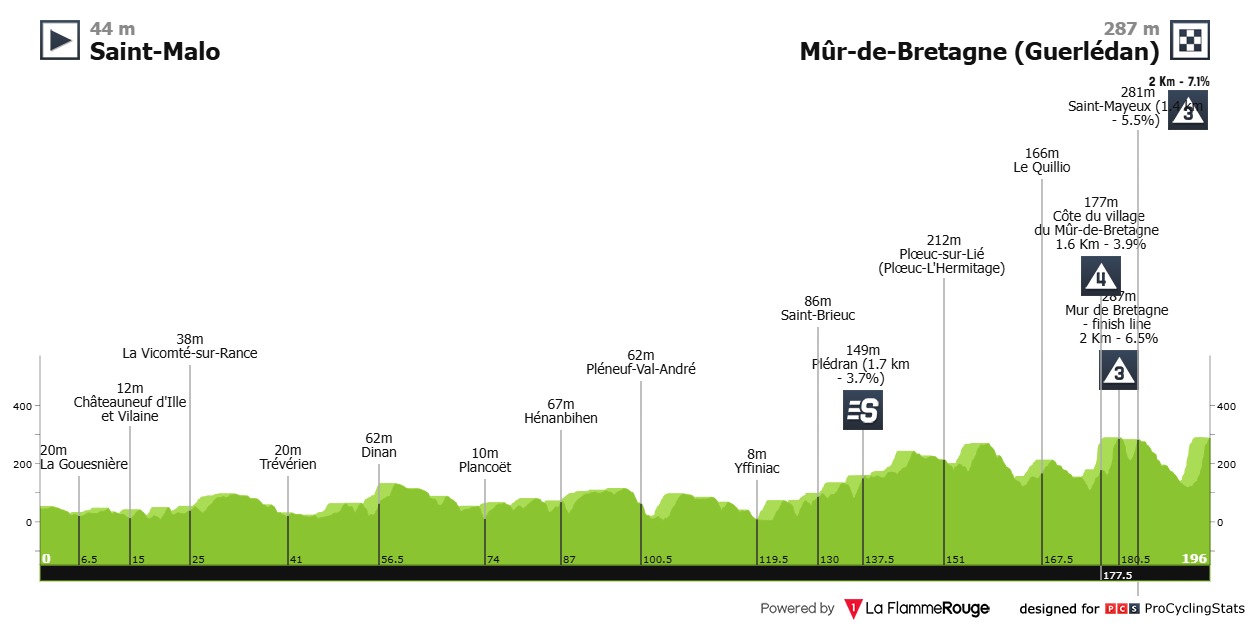 44 m
Saint-Malo
287 m
Mûr-de-Bretagne (Guerlédan)
2 Km - 7.1%
281m
Saint-Mayeux (1.4 km
- 5.5%)
3
166m
Le Quillio
177m
Côte du village
du Mûr-de-Bretagne
1.6 Km - 3.9%
4
212m
Plœuc-sur-Lié
(Plœuc-L'Hermitage)
287m
Mur de Bretagne
- finish line
2 Km - 6.5%
3
86m
Saint-Brieuc
149m
Plédran (1.7 km
- 3.7%)
S
38m
La Vicomté-sur-Rance
62m
Pléneuf-Val-André
12m
Châteauneuf d'Ille
et Vilaine
67m
Hénanbihen
20m
La Gouesnière
20m
Trévérien
62m
Dinan
10m
Plancoët
8m
Yffiniac
400 400
200 200
0 0
0 6.5 15 25 41 56.5 74 87 100.5 119.5 130 137.5 151 167.5 180.5 196
177.5
Powered by 1 La FlammeRouge designed for PCS ProCyclingStats